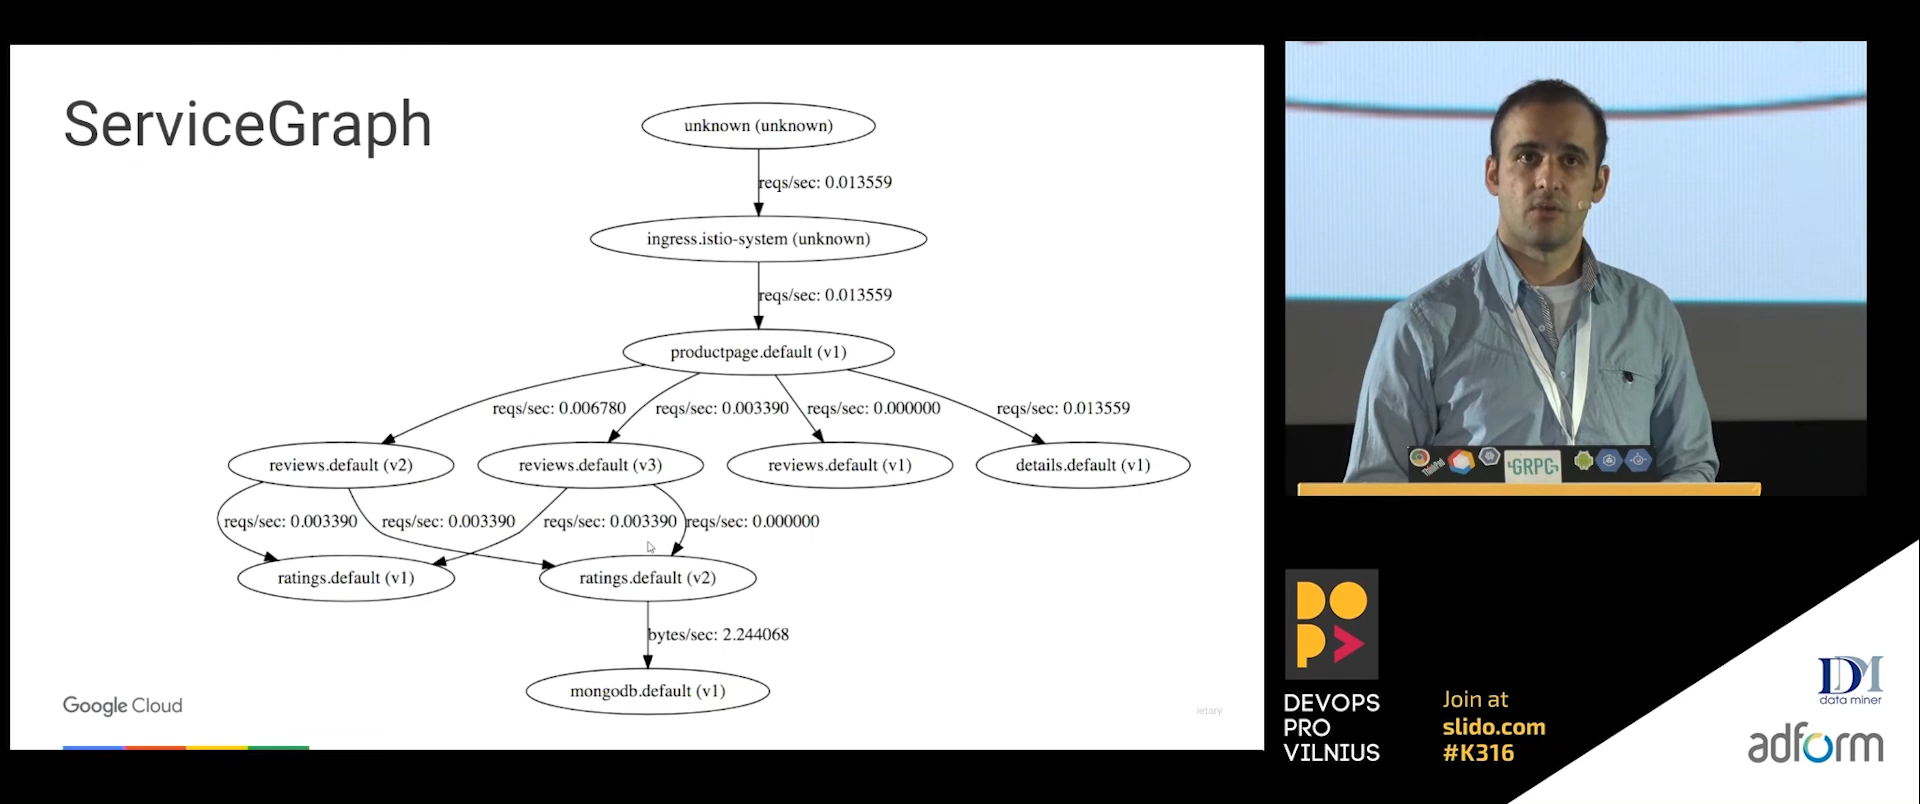 ServiceGraph
unknown (unknown)
reqs/sec: 0.013559
ingress.istio-system (unknown)
reqs/sec: 0.013559
productpage.default (v1)
reqs/sec: 0.006780
reqs/sec: 0.003390
reqs/sec: 0.000000
reqs/sec: 0.013559
reviews.default (v2)
reviews.default (v3)
reviews.default (v1)
details.default (v1)
reqs/sec: 0.003390
reqs/sec: 0.003390
reqs/sec: 0.003390
reqs/sec: 0.000000
ratings.default (v1)
ratings.default (v2)
bytes/sec: 2.244068
mongodb.default (v1)
Google Cloud
ietary
ThinkPad
GRPC
DEVOPS
PRO
VILNIUS
Join at
slido.com
#K316
DM
data miner
adform